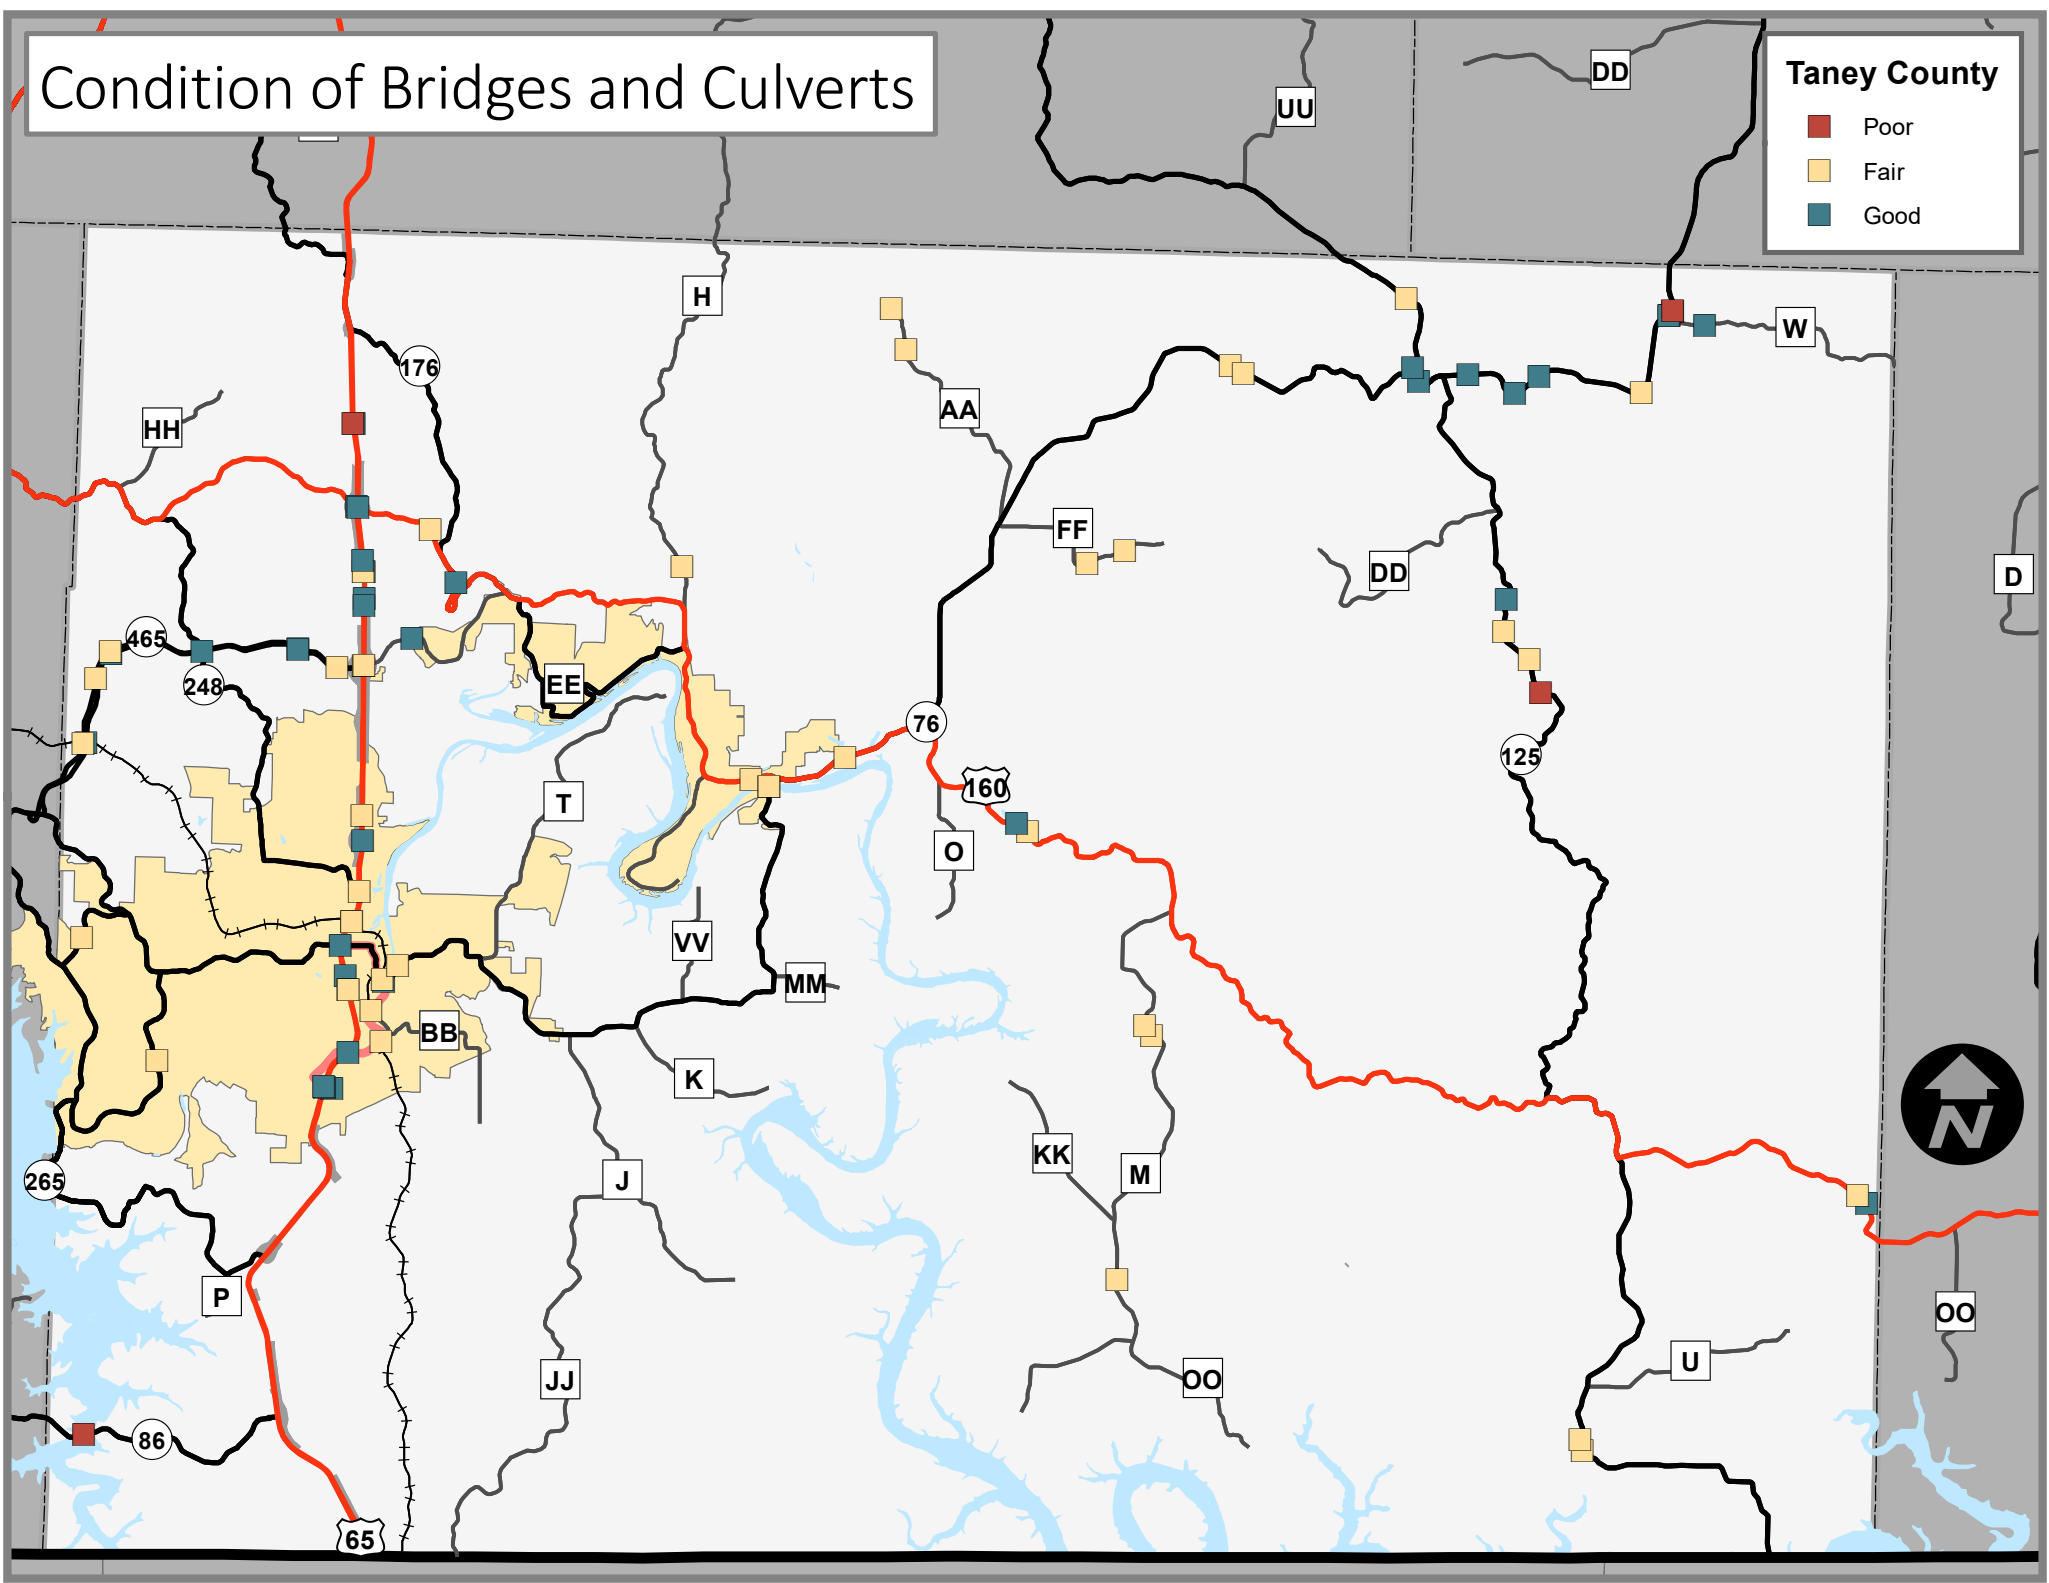 Condition of Bridges and Culverts
Taney County
Poor
Fair
Good
DD
UU
H
W
176
AA
HH
FF
DD
D
465
248
EE
76
125
160
T
O
VV
MM
BB
K
KK
M
J
265
P
OO
U
JJ
OO
86
65
N